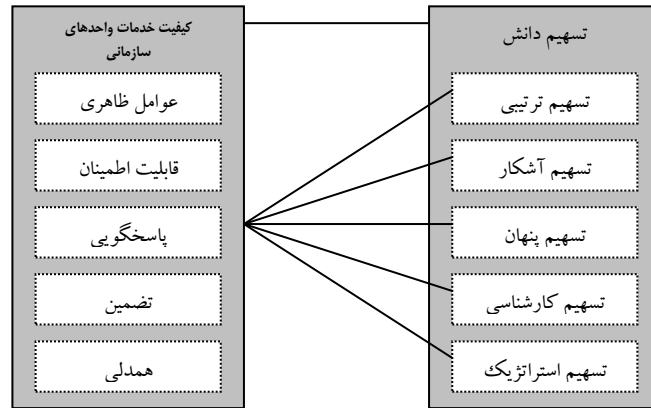 تسهیم دانش
تسهیم ترتیبی
تسهیم آشکار
تسهیم پنهان
تسهیم کارشناسی
تسهیم استراتژیک
کیفیت خدمات واحدهای
سازمانی
عوامل ظاهری
قابلیت اطمینان
پاسخگویی
تضمین
همدلی